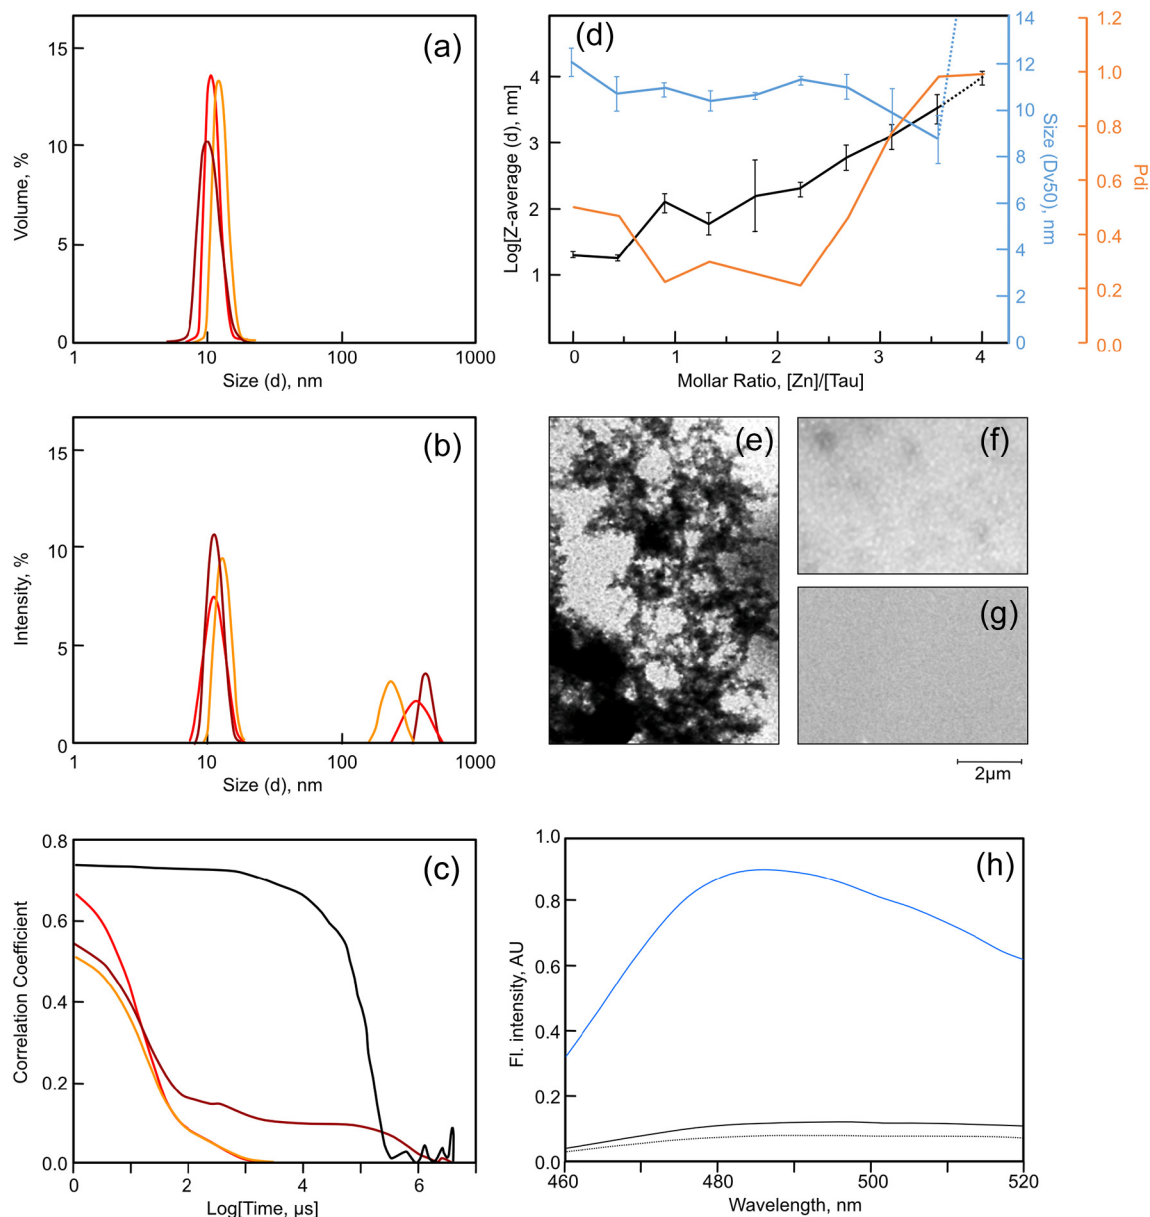 (a)
15
10
5
0
Volume, %
1
10
100
1000
Size (d), nm
(d)
4
3
2
1
Log[Z-average (d), nm]
0
1
2
3
4
Mollar Ratio, [Zn]/[Tau]
14
12
10
8
6
4
2
0
Size (Dv50), nm
1.2
1.0
0.8
0.6
0.4
0.2
0.0
Pdi
(b)
15
10
5
0
Intensity, %
1
10
100
1000
Size (d), nm
(e)
(f)
(g)
2µm
(c)
0.8
0.6
0.4
0.2
0.0
Correlation Coefficient
0
2
4
6
Log[Time, µs]
(h)
1.0
0.8
0.6
0.4
0.2
0.0
Fl. intensity, AU
460
480
500
520
Wavelength, nm